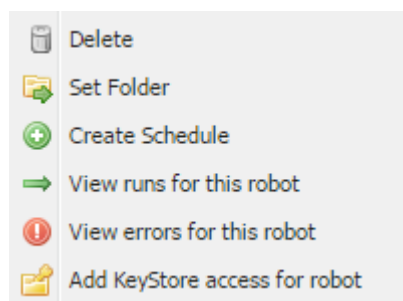 Delete
Set Folder
Create Schedule
View runs for this robot
View errors for this robot
Add KeyStore access for robot